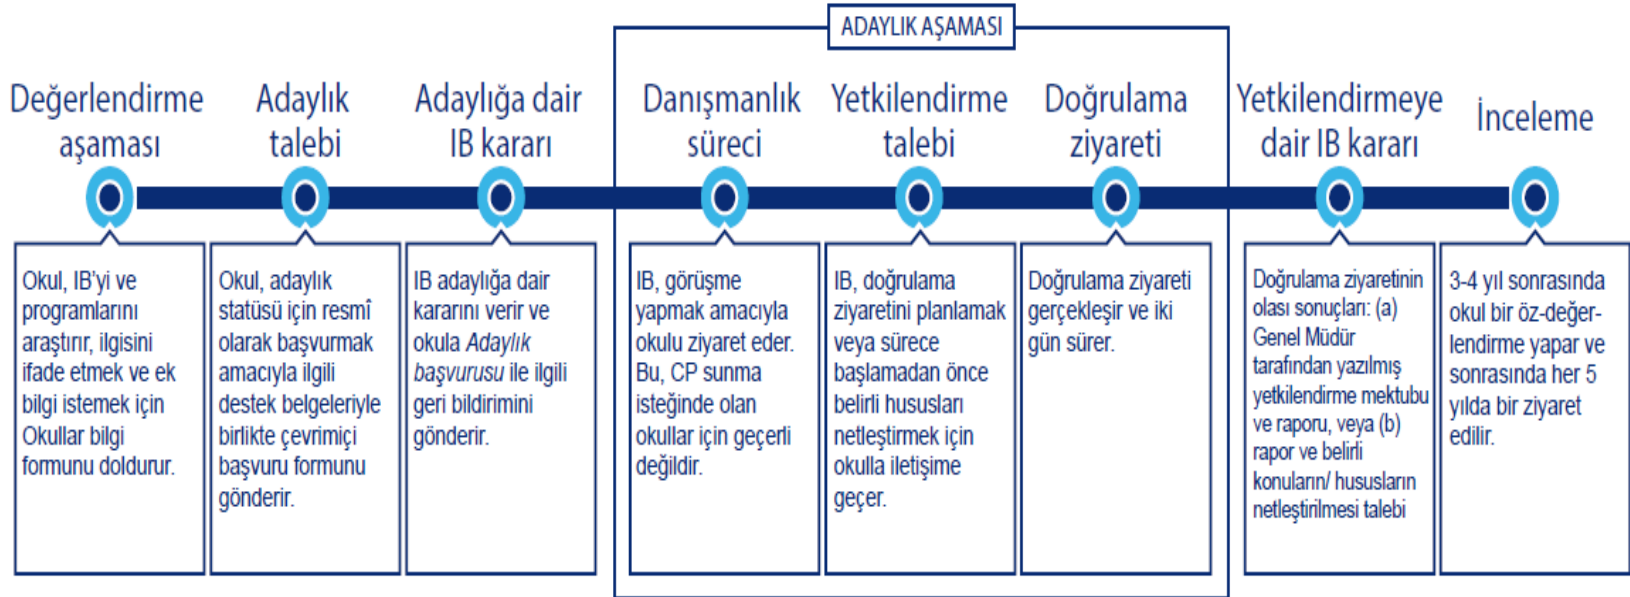 ADAYLIK AŞAMASI
Değerlendirme
aşaması
Adaylık
talebi
Adaylığa dair
IB kararı
Danışmanlık
süreci
Yetkilendirme
talebi
Doğrulama
ziyareti
Yetkilendirmeye
dair IB kararı
İnceleme
Okul, IB'yi ve
programlarını
araştırır, ilgisini
ifade etmek ve ek
bilgi istemek için
Okullar bilgi
formunu doldurur.
Okul, adaylık
statüsü için resmî
olarak başvurmak
amacıyla ilgili
destek belgeleriyle
birlikte çevrimiçi
başvuru formunu
gönderir.
IB adaylığa dair
kararını verir ve
okula Adaylık
başvurusu ile ilgili
geri bildirimini
gönderir.
IB, görüşme
yapmak amacıyla
okulu ziyaret eder.
Bu, CP sunma
isteğinde olan
okullar için geçerli
değildir.
IB, doğrulama
ziyaretini planlamak
veya sürece
başlamadan önce
belirli hususları
netleştirmek için
okulla iletişime
geçer.
Doğrulama ziyareti
gerçekleşir ve iki
gün sürer.
Doğrulama ziyaretinin
olası sonuçları: (a)
Genel Müdür
tarafından yazılmış
yetkilendirme mektubu
ve raporu, veya (b)
rapor ve belirli
konuların/ hususların
netleştirilmesi talebi
3-4 yıl sonrasında
okul bir öz-değer-
lendirme yapar ve
sonrasında her 5
yılda bir ziyaret
edilir.